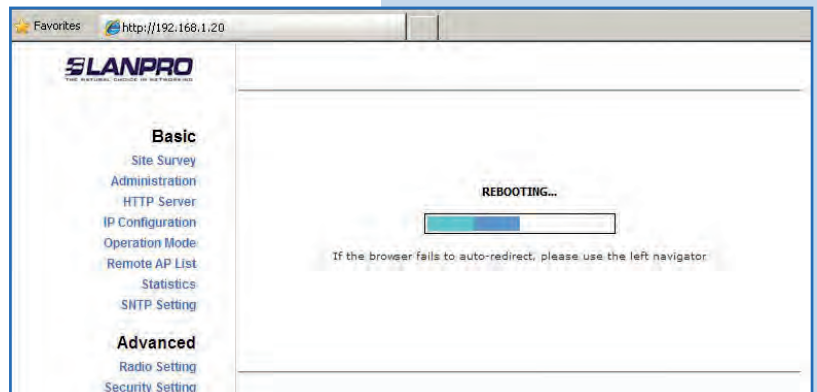 Favorites http://192.168.1.20
LANPRO
THE NATURAL CHOICE IN NETWORKING
Basic
Site Survey
Administration
HTTP Server
IP Configuration
Operation Mode
Remote AP List
Statistics
SNTP Setting
Advanced
Radio Setting
Security Setting
REBOOTING...
If the browser fails to auto-redirect, please use the left navigator